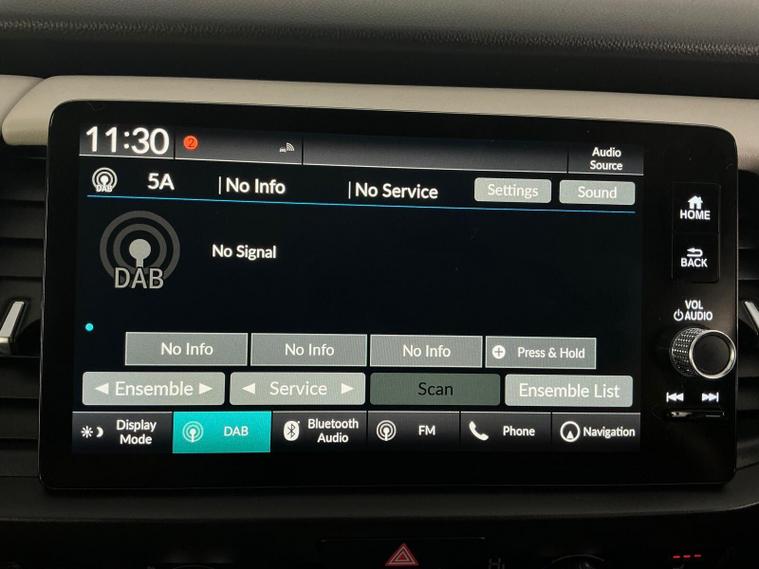 11:30
2
Audio
Source
DAB 5A | No Info | No Service Settings Sound
DAB
No Signal
No Info No Info No Info Press & Hold
Ensemble Service Scan Ensemble List
Display
Mode
DAB
Bluetooth
Audio
FM
Phone
Navigation
HOME
BACK
VOL
AUDIO